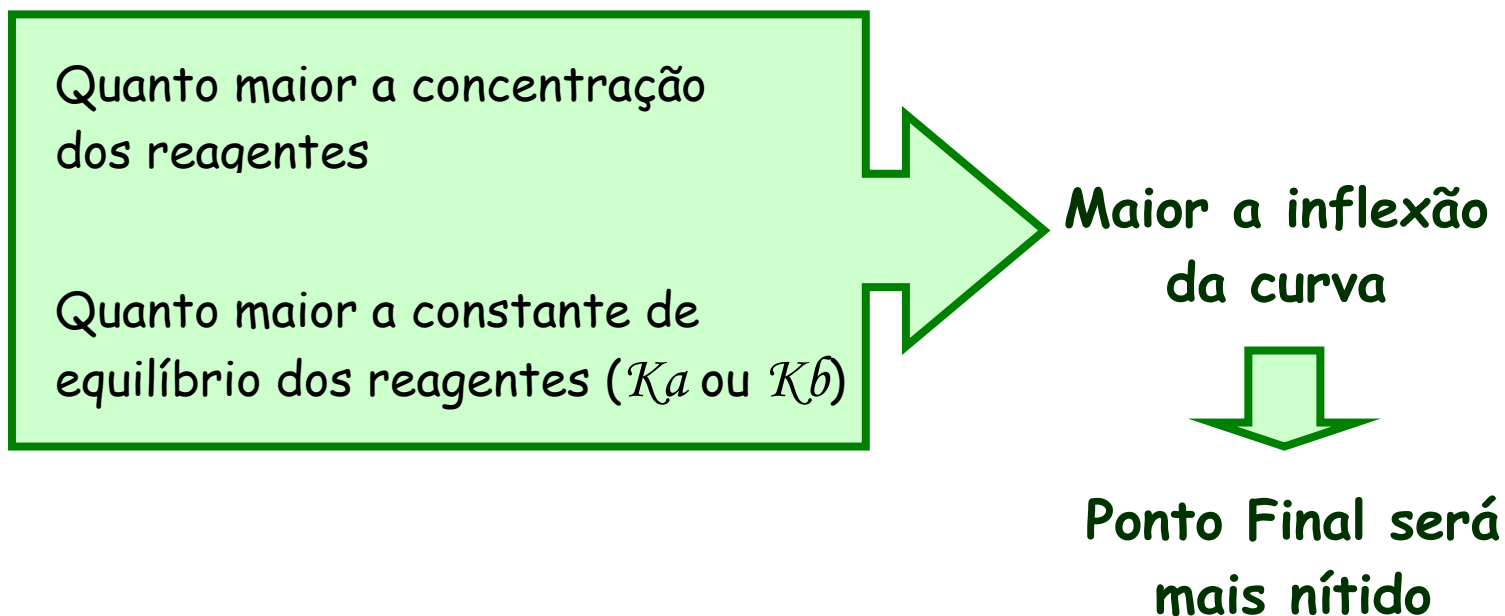 Quanto maior a concentração
dos reagentes
Quanto maior a constante de
equilíbrio dos reagentes (Ka ou Kb)
Maior a inflexão
da curva
Ponto Final será
mais nítido